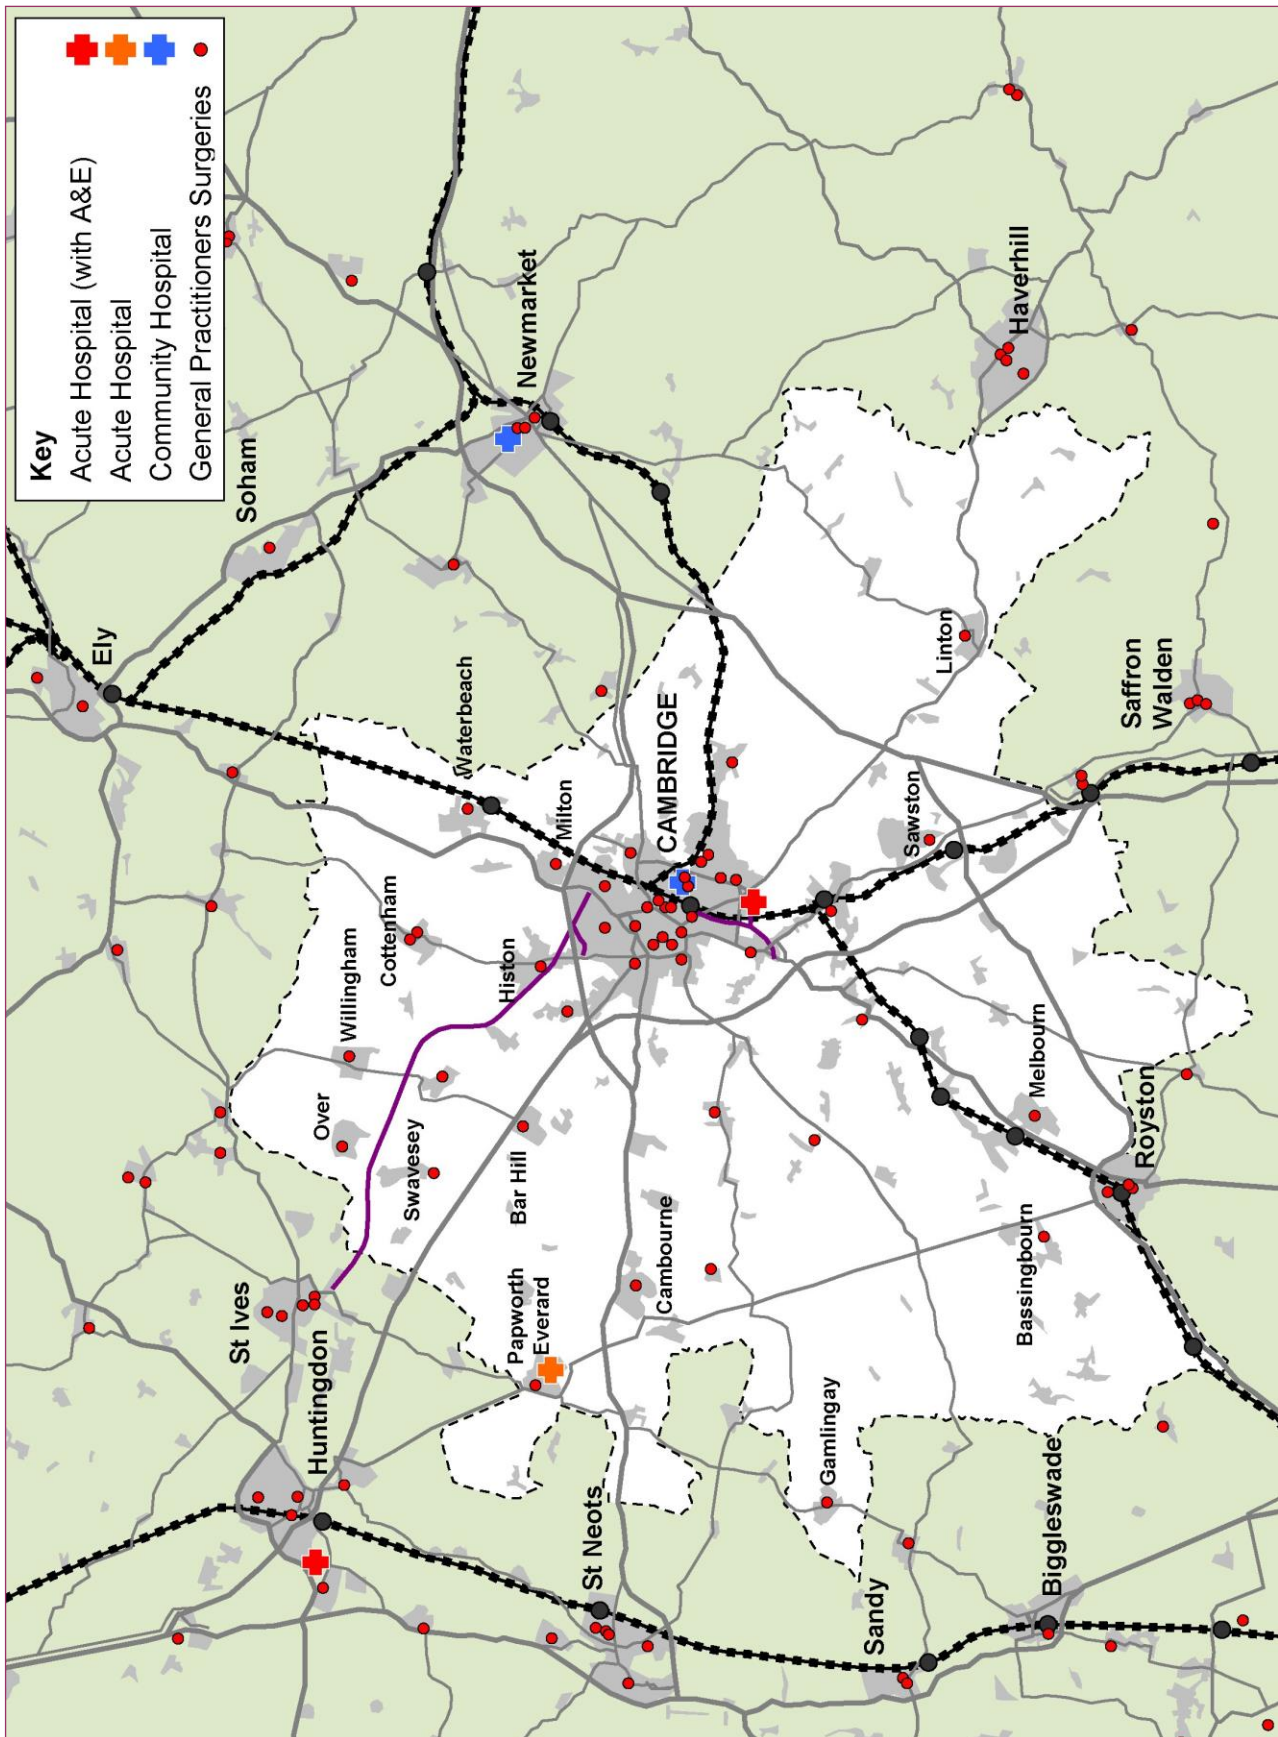 Key
Acute Hospital (with A&E)
Acute Hospital
Community Hospital
General Practitioners Surgeries
Ely
Soham
Newmarket
Huntingdon
St Ives
Over
Willingham
Cottenham
Waterbeach
Swavesey
Histon
Milton
Bar Hill
Papworth
Everard
St Neots
Cambourne
CAMBRIDGE
Gamlingay
Sandy
Sawston
Linton
Haverhill
Biggleswade
Bassingbourn
Melbourn
Royston
Saffron
Walden